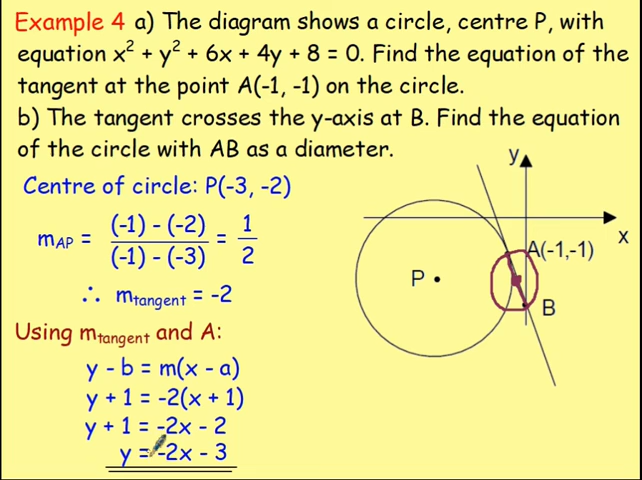 Example 4 a) The diagram shows a circle, centre P, with
equation x² + y² + 6x + 4y + 8 = 0. Find the equation of the
tangent at the point A(-1, -1) on the circle.
b) The tangent crosses the y-axis at B. Find the equation
of the circle with AB as a diameter.
Centre of circle: P(-3, -2)
m_AP = (-1) - (-2) / (-1) - (-3) = 1/2
∴ m_tangent = -2
Using m_tangent and A:
y - b = m(x - a)
y + 1 = -2(x + 1)
y + 1 = -2x - 2
y = -2x - 3
y
x
A(-1,-1)
P
B